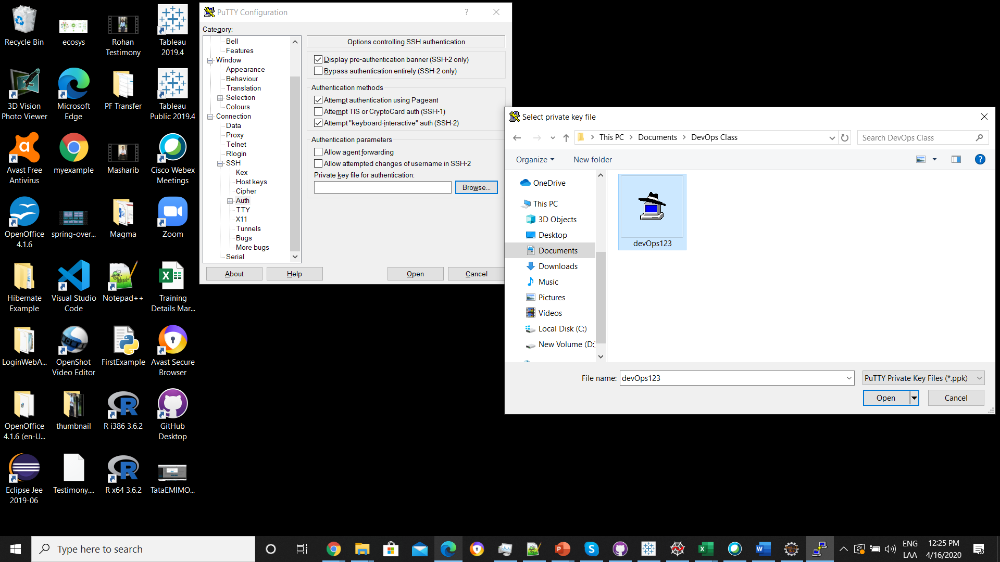 Recycle Bin
ecosys
Rohan
Testimony
Tableau
2019.4
3D Vision
Photo Viewer
Microsoft
Edge
PF Transfer
Tableau
Public 2019.4
Avast Free
Antivirus
myexample
Masharib
Cisco Webex
Meetings
OpenOffice
4.1.6
spring-over...
Magma
Zoom
Hibernate
Example
Visual Studio
Code
Notepad++
Training
Details Mar...
LoginWebA...
OpenShot
Video Editor
FirstExample
Avast Secure
Browser
OpenOffice
4.1.6 (en-U...
thumbnail
R i386 3.6.2
GitHub
Desktop
Eclipse Jee
2019-06
Testimony....
R x64 3.6.2
TataEMIMO...
PuTTY Configuration
?
Category:
Bell
Features
Window
Appearance
Behaviour
Translation
Selection
Colours
Connection
Data
Proxy
Telnet
Rlogin
SSH
Kex
Host keys
Cipher
Auth
TTY
X11
Tunnels
Bugs
More bugs
Serial
Options controlling SSH authentication
Display pre-authentication banner (SSH-2 only)
Bypass authentication entirely (SSH-2 only)
Authentication methods
Attempt authentication using Pageant
Attempt TIS or CryptoCard auth (SSH-1)
Attempt "keyboard-interactive" auth (SSH-2)
Authentication parameters
Allow agent forwarding
Allow attempted changes of username in SSH-2
Private key file for authentication:
Browse...
About
Help
Open
Cancel
Select private key file
This PC
Documents
DevOps Class
Search DevOps Class
Organize
New folder
?
OneDrive
This PC
3D Objects
Desktop
Documents
Downloads
Music
Pictures
Videos
Local Disk (C:)
New Volume (D:
devOps123
File name:
devOps123
PuTTY Private Key Files (*.ppk)
Open
Cancel
Type here to search
ENG
LAA
12:25 PM
4/16/2020